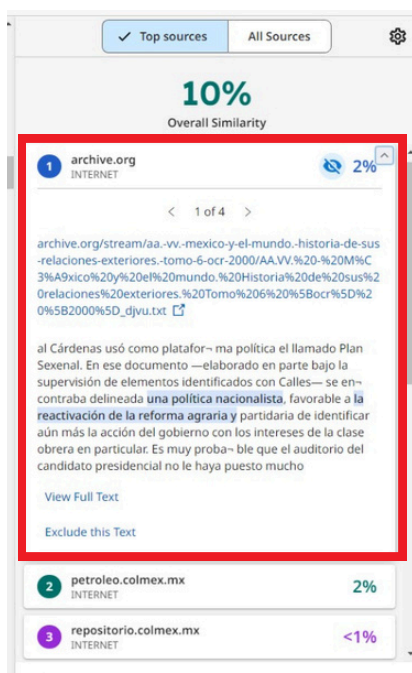 Top sources
All Sources
10%
Overall Similarity
1
archive.org
INTERNET
2%
1 of 4
archive.org/stream/aa.-vv.-mexico-y-el-mundo.-historia-de-sus
-relaciones-exteriores.-tomo-6-ocr-2000/AA.VV.%20-%20M%C
3%A9xico%20y%20el%20mundo.%20Historia%20de%20sus%2
0relaciones%20exteriores.%20Tomo%206%20%5Bocr%5D%2
0%5B2000%5D_djvu.txt
al Cárdenas usó como platafor¬ ma política el llamado Plan
Sexenal. En ese documento —elaborado en parte bajo la
supervisión de elementos identificados con Calles— se en¬
contraba delineada una política nacionalista, favorable a la
reactivación de la reforma agraria y partidaria de identificar
aún más la acción del gobierno con los intereses de la clase
obrera en particular. Es muy proba¬ ble que el auditorio del
candidato presidencial no le haya puesto mucho
View Full Text
Exclude this Text
2
petroleo.colmex.mx
INTERNET
2%
3
repositorio.colmex.mx
INTERNET
<1%